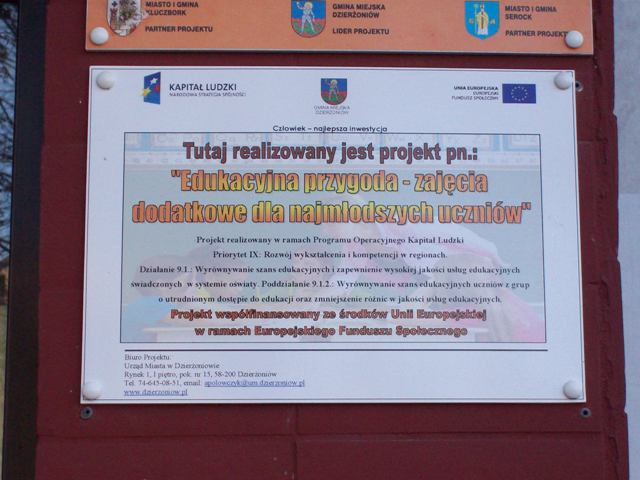 MIASTO I GMINA
KLUCZBORK
PARTNER PROJEKTU
GMINA MIEJSKA
DZIERŻONIÓW
LIDER PROJEKTU
MIASTO I GMINA
SEROCK
PARTNER PROJEKTU
KAPITAŁ LUDZKI
NARODOWA STRATEGIA SPÓJNOŚCI
GMINA MIEJSKA
DZIERŻONIÓW
UNIA EUROPEJSKA
EUROPEJSKI
FUNDUSZ SPOŁECZNY
Człowiek – najlepsza inwestycja
Tutaj realizowany jest projekt pn.:
"Edukacyjna przygoda - zajęcia
dodatkowe dla najmłodszych uczniów"
Projekt realizowany w ramach Programu Operacyjnego Kapitał Ludzki
Priorytet IX: Rozwój wykształcenia i kompetencji w regionach.
Działanie 9.1.: Wyrównywanie szans edukacyjnych i zapewnienie wysokiej jakości usług edukacyjnych
świadczonych w systemie oświaty. Poddziałanie 9.1.2.: Wyrównywanie szans edukacyjnych uczniów z grup
o utrudnionym dostępie do edukacji oraz zmniejszenie różnic w jakości usług edukacyjnych.
Projekt współfinansowany ze środków Unii Europejskiej
w ramach Europejskiego Funduszu Społecznego
Biuro Projektu:
Urząd Miasta w Dzierżoniowie
Rynek 1, I piętro, pok. nr 15, 58-200 Dzierżoniów
Tel. 74-645-08-31, email: apolowczyk@um.dzierzoniow.pl
www.dzierzoniow.pl